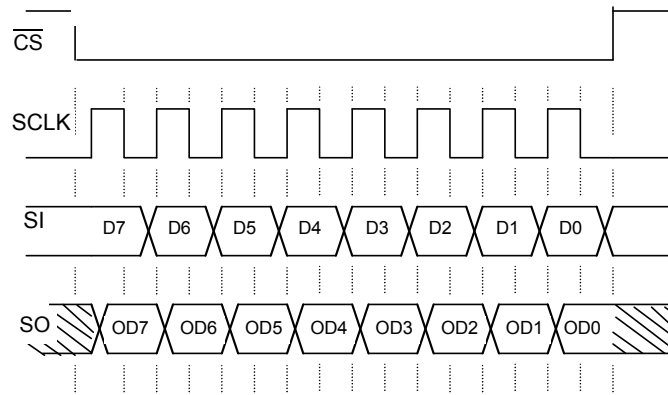 C̅S̅
SCLK
SI D7 D6 D5 D4 D3 D2 D1 D0
SO OD7 OD6 OD5 OD4 OD3 OD2 OD1 OD0